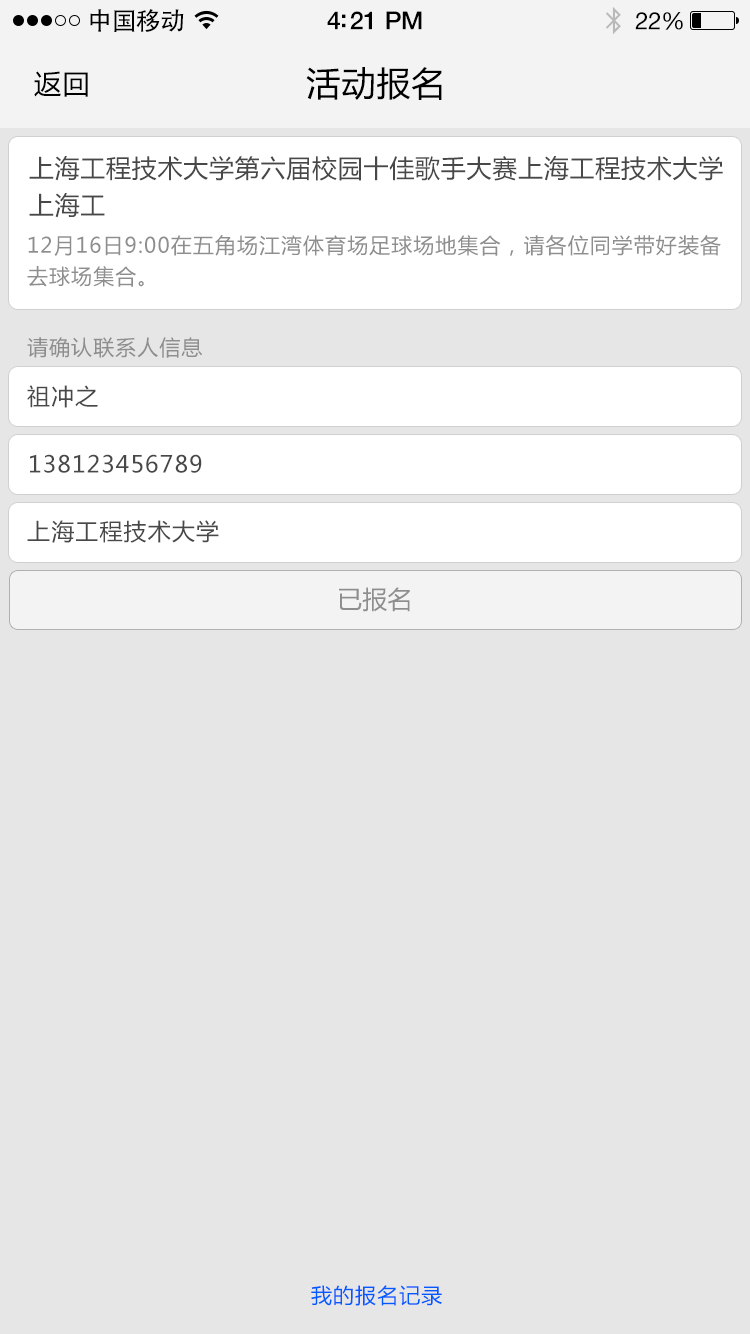 中国移动
4:21 PM
22%
返回
活动报名
上海工程技术大学第六届校园十佳歌手大赛上海工程技术大学
上海工
12月16日9:00在五角场江湾体育场足球场地集合，请各位同学带好装备
去球场集合。
请确认联系人信息
祖冲之
138123456789
上海工程技术大学
已报名
我的报名记录